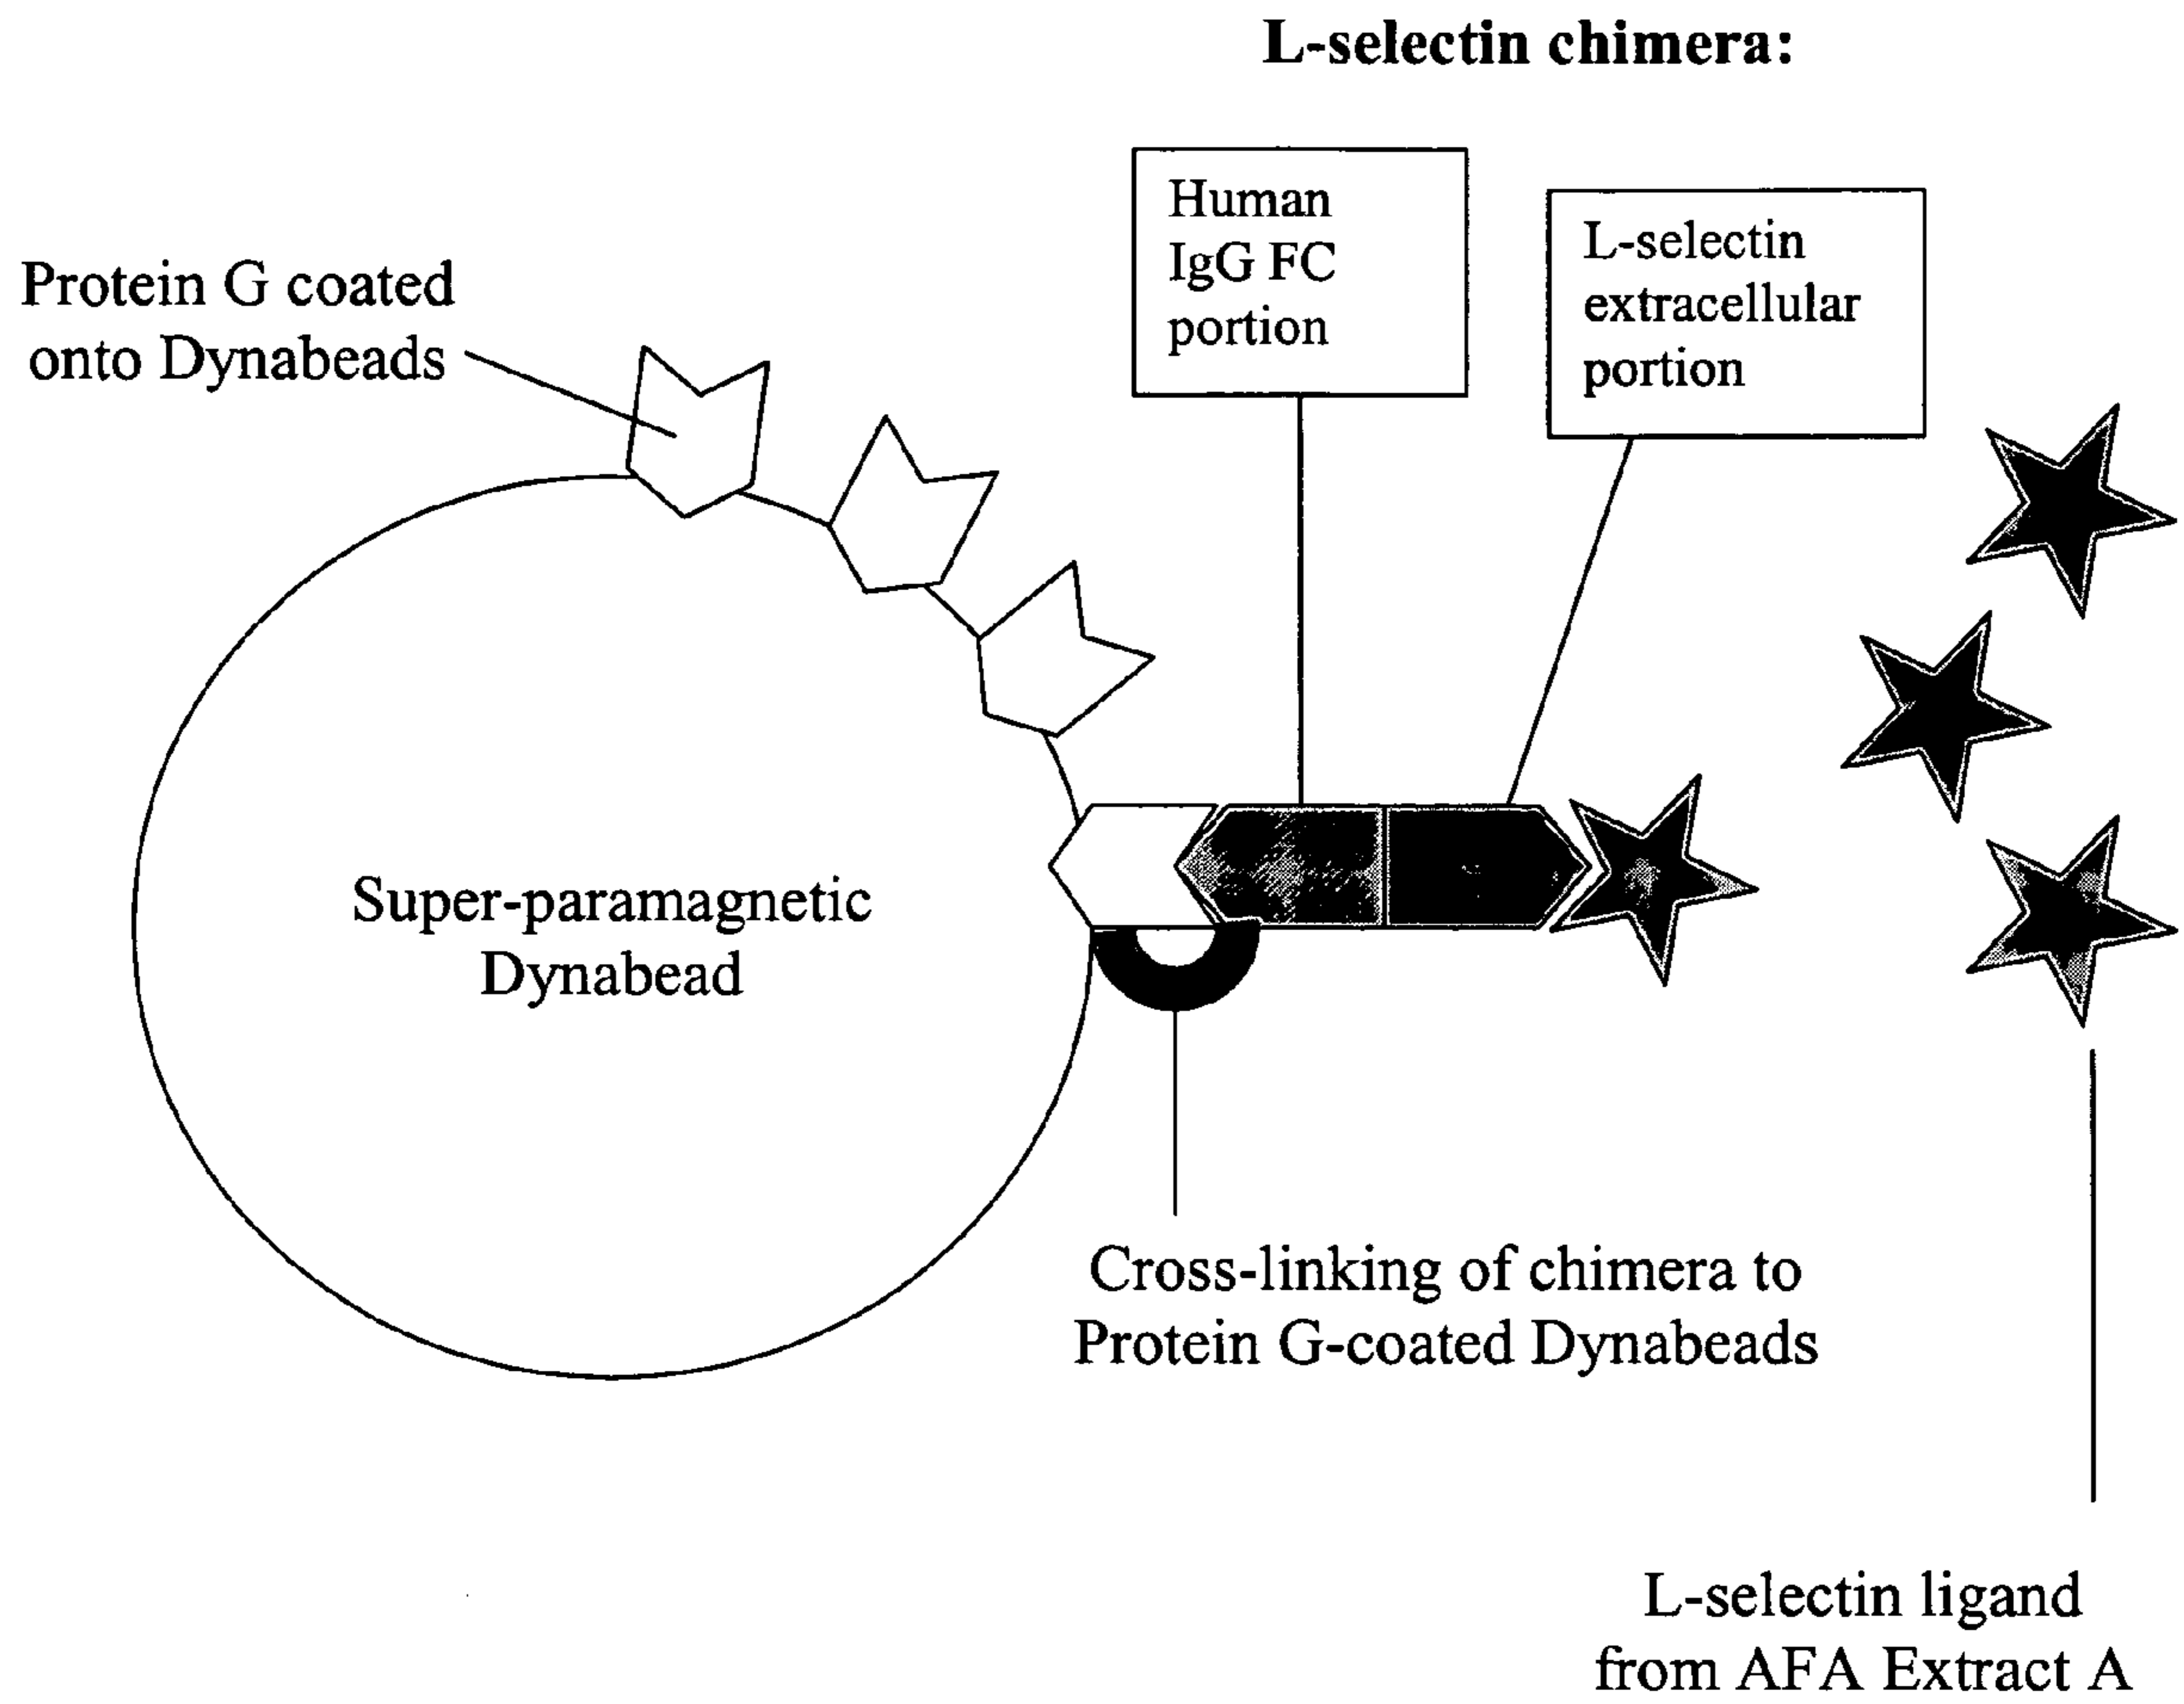 L-selectin chimera:
Human
IgG FC
portion
L-selectin
extracellular
portion
Protein G coated
onto Dynabeads
Super-paramagnetic
Dynabead
Cross-linking of chimera to
Protein G-coated Dynabeads
L-selectin ligand
from AFA Extract A